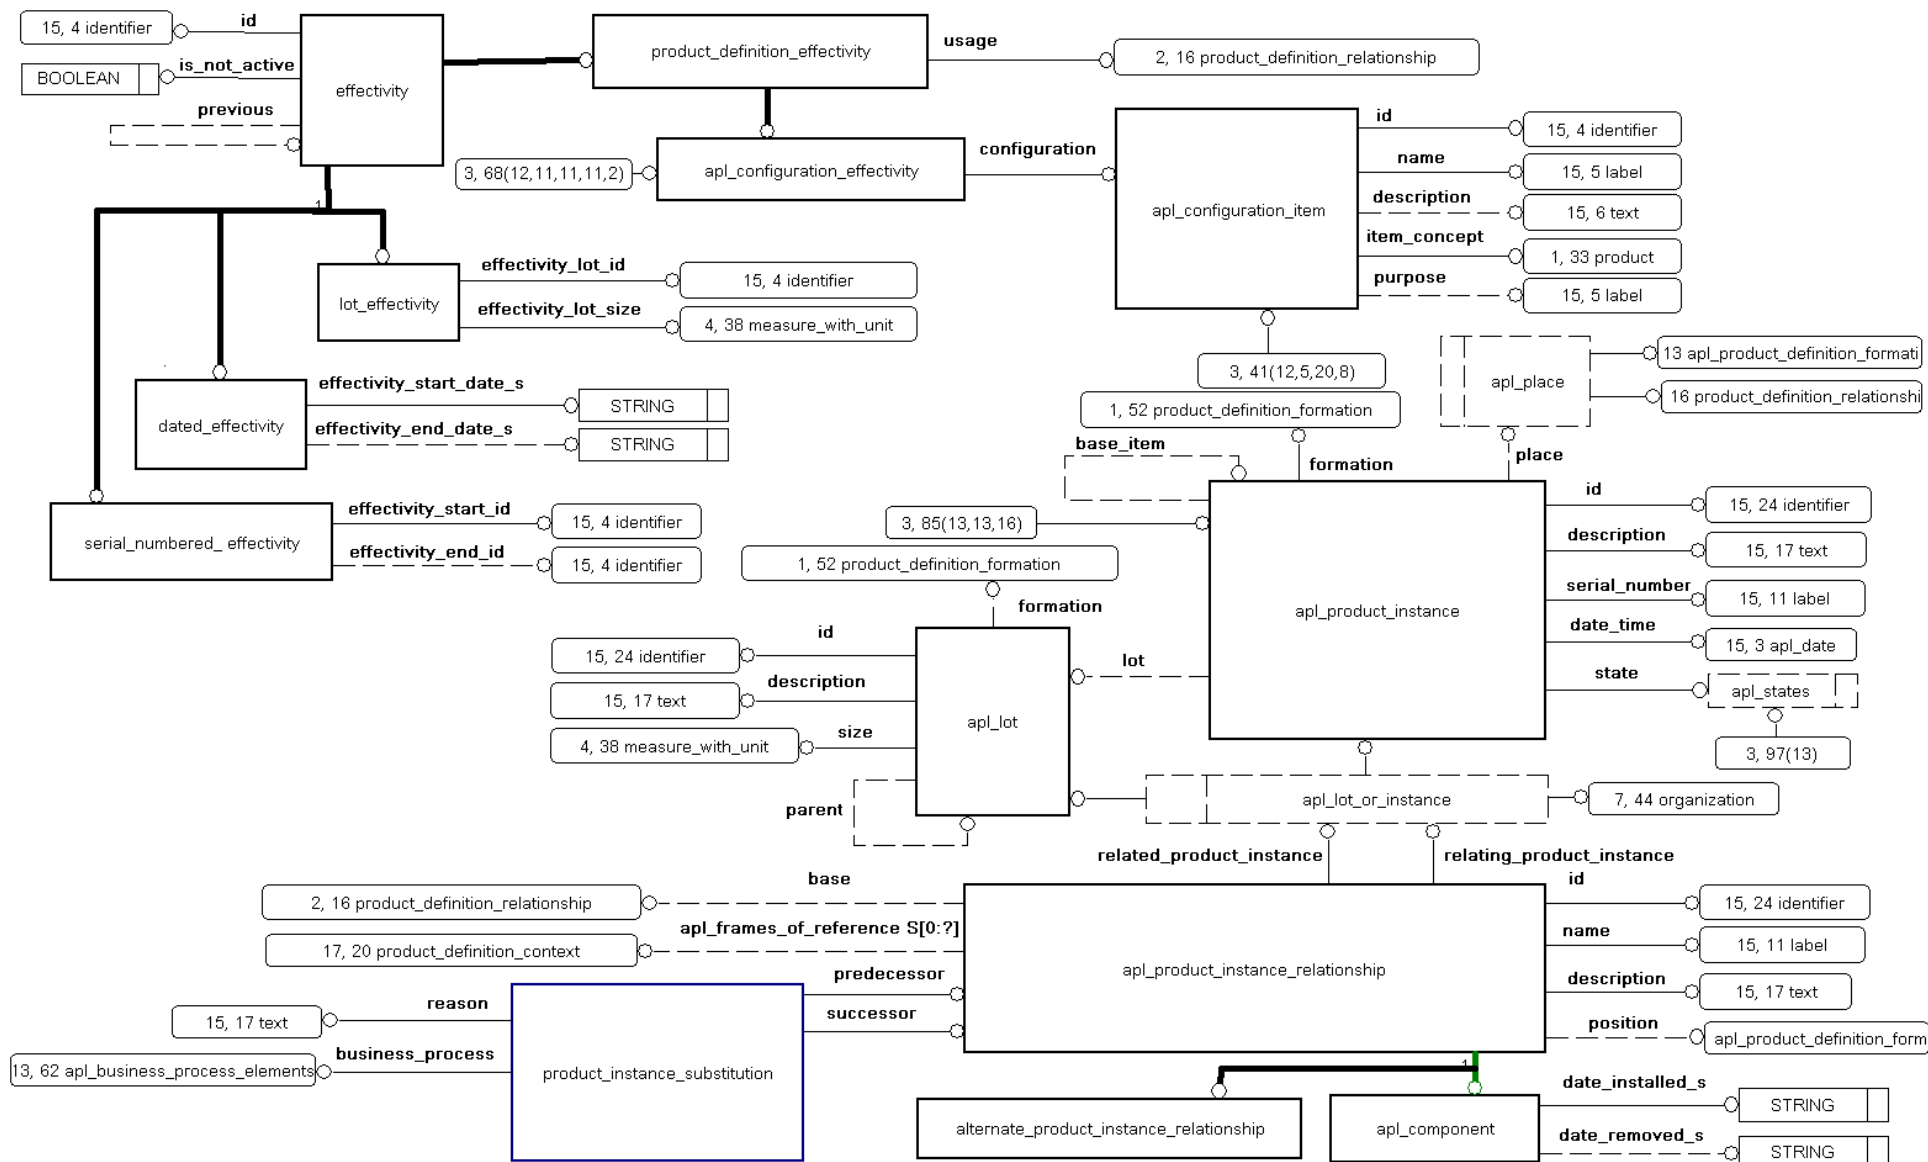 id
15, 4 identifier
is_not_active
BOOLEAN
previous
effectivity
product_definition_effectivity
usage
2, 16 product_definition_relationship
3, 68(12,11,11,11,2)
apl_configuration_effectivity
configuration
apl_configuration_item
id
15, 4 identifier
name
15, 5 label
description
15, 6 text
item_concept
1, 33 product
purpose
15, 5 label
3, 41(12,5,20,8)
1
lot_effectivity
effectivity_lot_id
15, 4 identifier
effectivity_lot_size
4, 38 measure_with_unit
dated_effectivity
effectivity_start_date_s
STRING
effectivity_end_date_s
STRING
serial_numbered_ effectivity
effectivity_start_id
15, 4 identifier
effectivity_end_id
15, 4 identifier
apl_place
13 apl_product_definition_formati
16 product_definition_relationshi
1, 52 product_definition_formation
base_item
formation
place
3, 85(13,13,16)
apl_product_instance
id
15, 24 identifier
description
15, 17 text
serial_number
15, 11 label
date_time
15, 3 apl_date
state
apl_states
3, 97(13)
1, 52 product_definition_formation
formation
id
15, 24 identifier
description
15, 17 text
size
4, 38 measure_with_unit
apl_lot
lot
parent
apl_lot_or_instance
7, 44 organization
related_product_instance
relating_product_instance
base
2, 16 product_definition_relationship
apl_frames_of_reference S[0:?]
17, 20 product_definition_context
predecessor
successor
apl_product_instance_relationship
id
15, 24 identifier
name
15, 11 label
description
15, 17 text
position
apl_product_definition_form
reason
15, 17 text
business_process
13, 62 apl_business_process_elements
product_instance_substitution
1
alternate_product_instance_relationship
apl_component
date_installed_s
STRING
date_removed_s
STRING